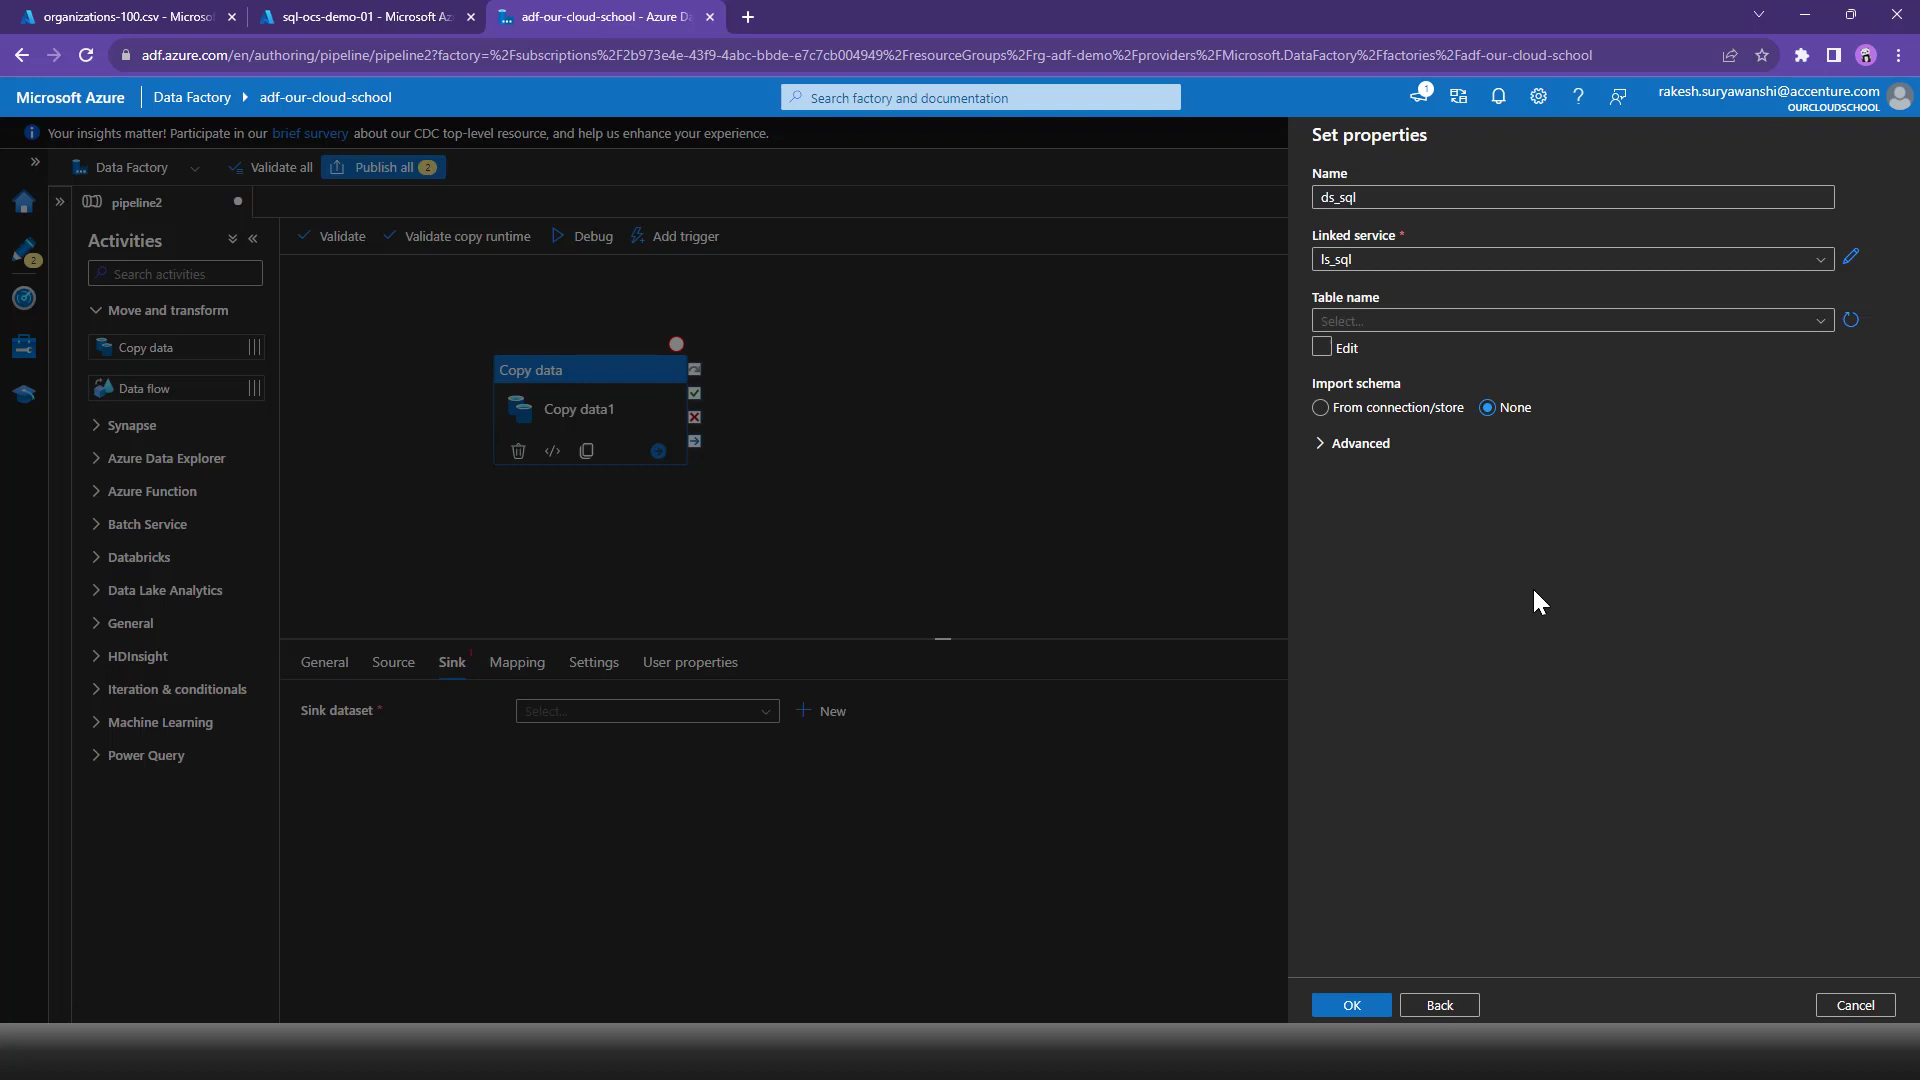 organizations-100.csv - Microsof
sql-ocs-demo-01 - Microsoft Az
adf-our-cloud-school - Azure Da
adf.azure.com/en/authoring/pipeline/pipeline2?factory=%2Fsubscriptions%2F2b973e4e-43f9-4abc-bbde-e7c7cb004949%2FresourceGroups%2Frg-adf-demo%2Fproviders%2FMicrosoft.DataFactory%2Ffactories%2Fadf-our-cloud-school
Microsoft Azure
Data Factory
adf-our-cloud-school
Search factory and documentation
1
rakesh.suryawanshi@accenture.com
OURCLOUDSCHOOL
Your insights matter! Participate in our brief survery about our CDC top-level resource, and help us enhance your experience.
Data Factory
Validate all
Publish all
2
pipeline2
2
Activities
Search activities
Move and transform
Copy data
Data flow
Synapse
Azure Data Explorer
Azure Function
Batch Service
Databricks
Data Lake Analytics
General
HDInsight
Iteration & conditionals
Machine Learning
Power Query
Validate
Validate copy runtime
Debug
Add trigger
Copy data
Copy data1
General
Source
Sink
1
Mapping
Settings
User properties
Sink dataset *
Select...
New
Set properties
Name
ds_sql
Linked service *
ls_sql
Table name
Select...
Edit
Import schema
From connection/store
None
Advanced
OK
Back
Cancel